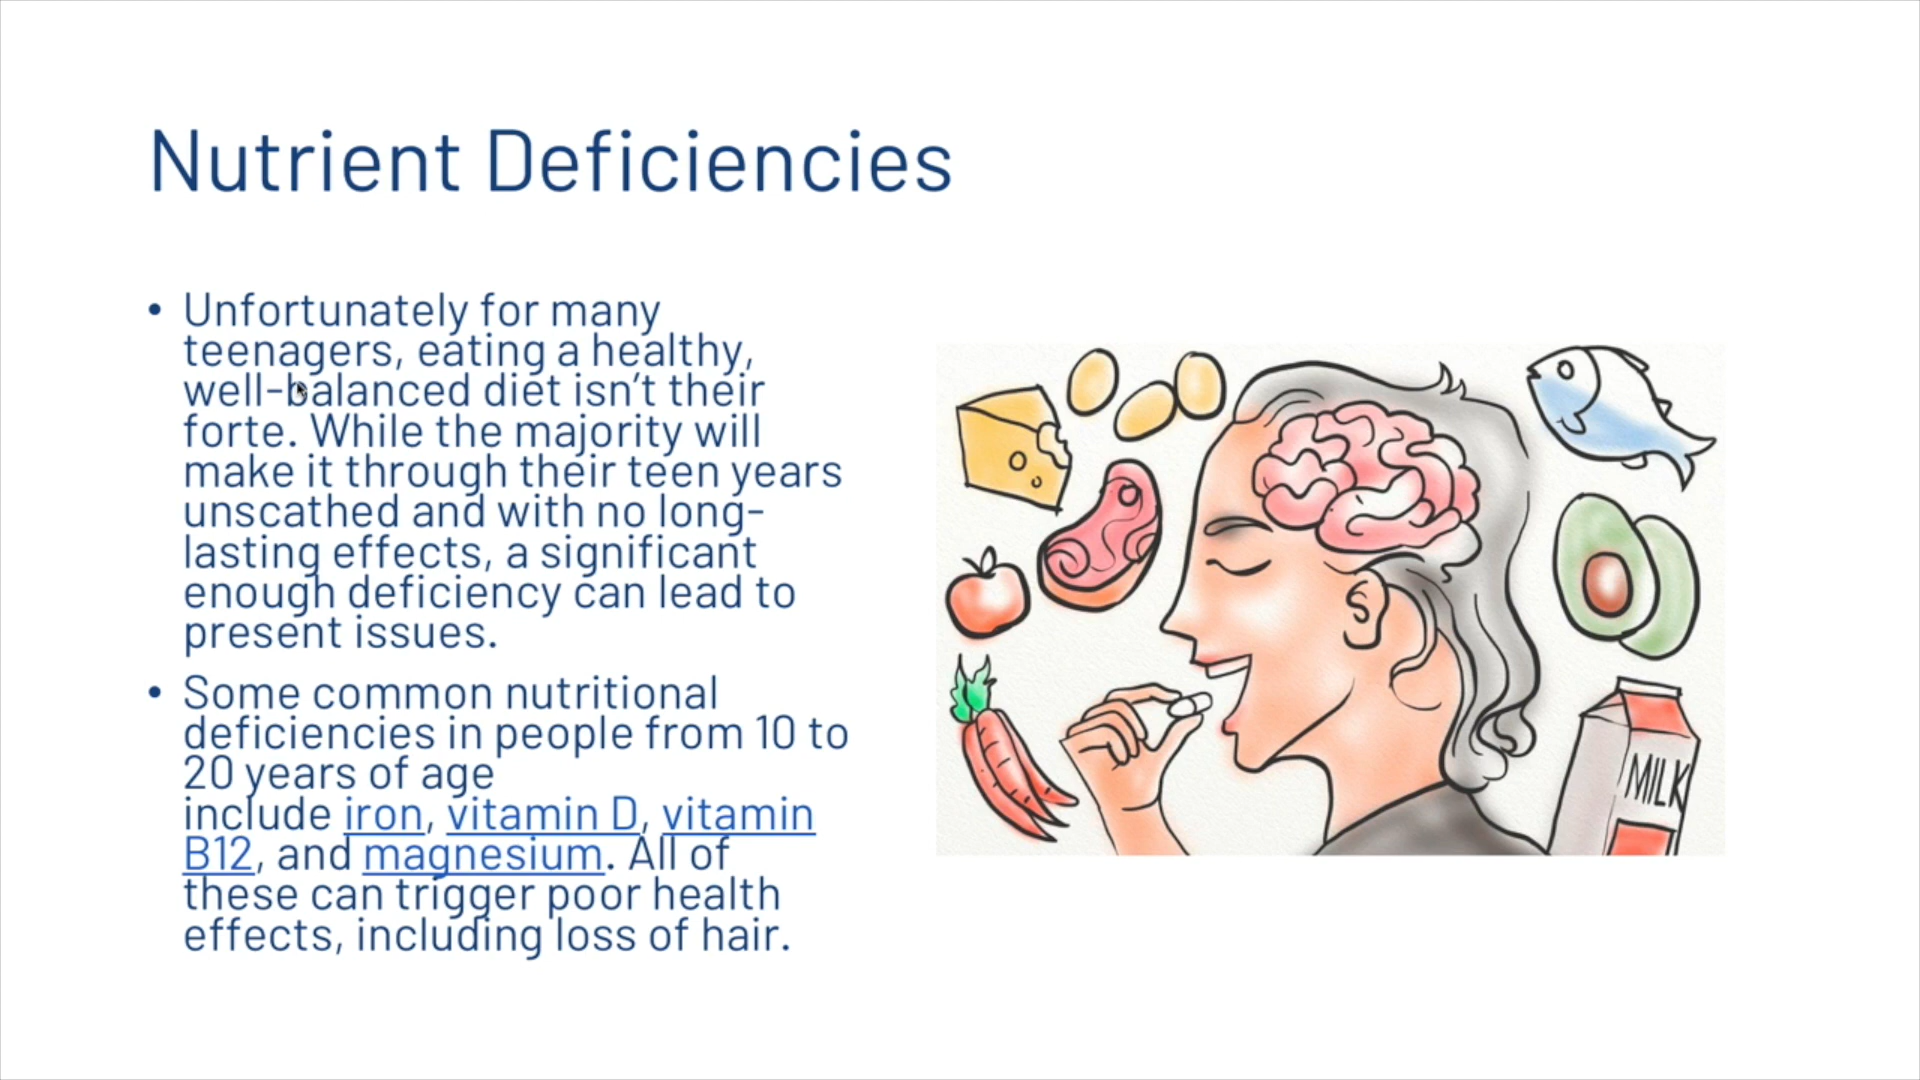 Nutrient Deficiencies
• Unfortunately for many
teenagers, eating a healthy,
well-balanced diet isn’t their
forte. While the majority will
make it through their teen years
unscathed and with no long-
lasting effects, a significant
enough deficiency can lead to
present issues.
• Some common nutritional
deficiencies in people from 10 to
20 years of age
include iron, vitamin D, vitamin
B12, and magnesium. All of
these can trigger poor health
effects, including loss of hair.
MILK